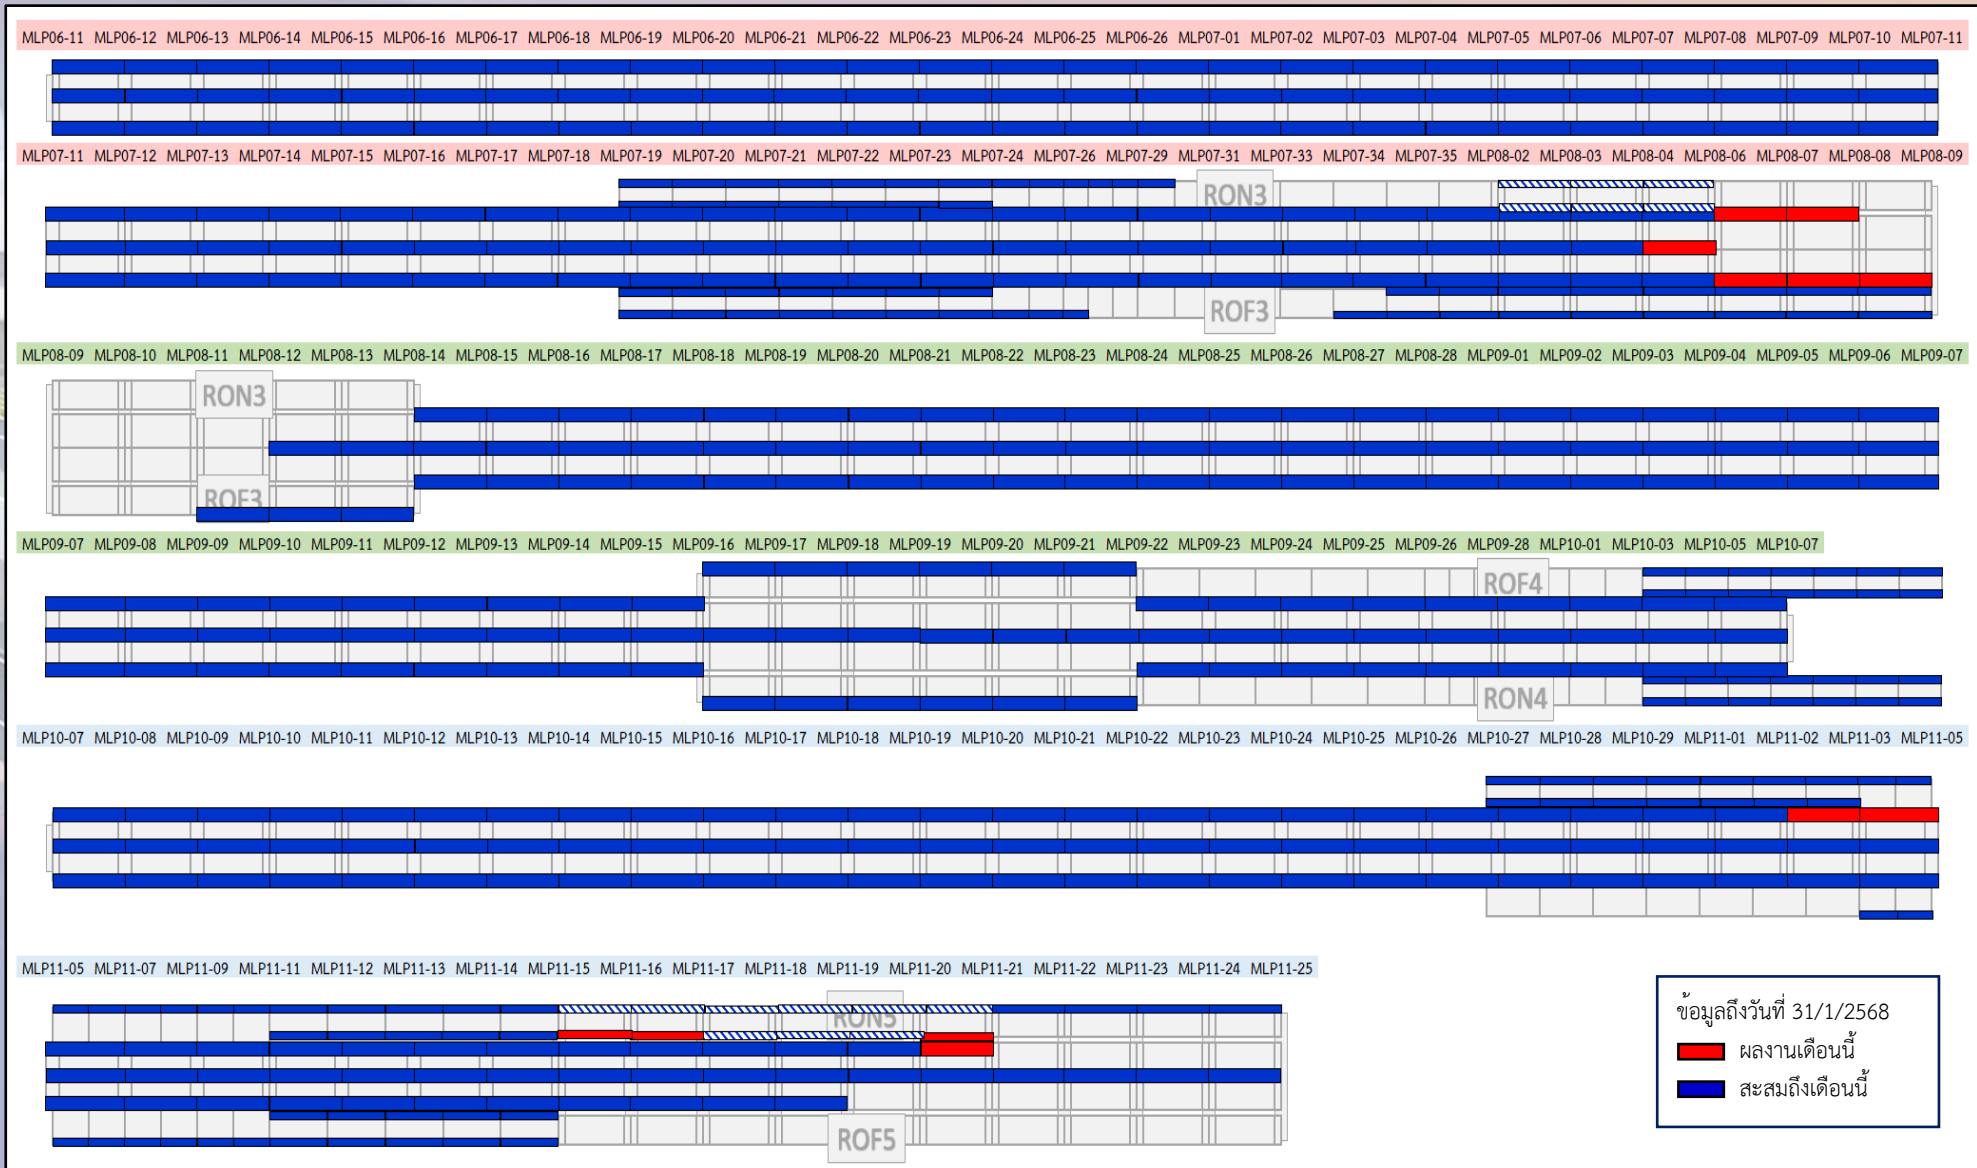 MLP06-11 MLP06-12 MLP06-13 MLP06-14 MLP06-15 MLP06-16 MLP06-17 MLP06-18 MLP06-19 MLP06-20 MLP06-21 MLP06-22 MLP06-23 MLP06-24 MLP06-25 MLP06-26 MLP07-01 MLP07-02 MLP07-03 MLP07-04 MLP07-05 MLP07-06 MLP07-07 MLP07-08 MLP07-09 MLP07-10 MLP07-11
MLP07-11 MLP07-12 MLP07-13 MLP07-14 MLP07-15 MLP07-16 MLP07-17 MLP07-18 MLP07-19 MLP07-20 MLP07-21 MLP07-22 MLP07-23 MLP07-24 MLP07-26 MLP07-29 MLP07-31 MLP07-33 MLP07-34 MLP07-35 MLP08-02 MLP08-03 MLP08-04 MLP08-06 MLP08-07 MLP08-08 MLP08-09
RON3
ROF3
MLP08-09 MLP08-10 MLP08-11 MLP08-12 MLP08-13 MLP08-14 MLP08-15 MLP08-16 MLP08-17 MLP08-18 MLP08-19 MLP08-20 MLP08-21 MLP08-22 MLP08-23 MLP08-24 MLP08-25 MLP08-26 MLP08-27 MLP08-28 MLP09-01 MLP09-02 MLP09-03 MLP09-04 MLP09-05 MLP09-06 MLP09-07
RON3
ROF3
MLP09-07 MLP09-08 MLP09-09 MLP09-10 MLP09-11 MLP09-12 MLP09-13 MLP09-14 MLP09-15 MLP09-16 MLP09-17 MLP09-18 MLP09-19 MLP09-20 MLP09-21 MLP09-22 MLP09-23 MLP09-24 MLP09-25 MLP09-26 MLP09-28 MLP10-01 MLP10-03 MLP10-05 MLP10-07
ROF4
RON4
MLP10-07 MLP10-08 MLP10-09 MLP10-10 MLP10-11 MLP10-12 MLP10-13 MLP10-14 MLP10-15 MLP10-16 MLP10-17 MLP10-18 MLP10-19 MLP10-20 MLP10-21 MLP10-22 MLP10-23 MLP10-24 MLP10-25 MLP10-26 MLP10-27 MLP10-28 MLP10-29 MLP11-01 MLP11-02 MLP11-03 MLP11-05
MLP11-05 MLP11-07 MLP11-09 MLP11-11 MLP11-12 MLP11-13 MLP11-14 MLP11-15 MLP11-16 MLP11-17 MLP11-18 MLP11-19 MLP11-20 MLP11-21 MLP11-22 MLP11-23 MLP11-24 MLP11-25
RON5
ROF5
ข้อมูลถึงวันที่ 31/1/2568
ผลงานเดือนนี้
สะสมถึงเดือนนี้